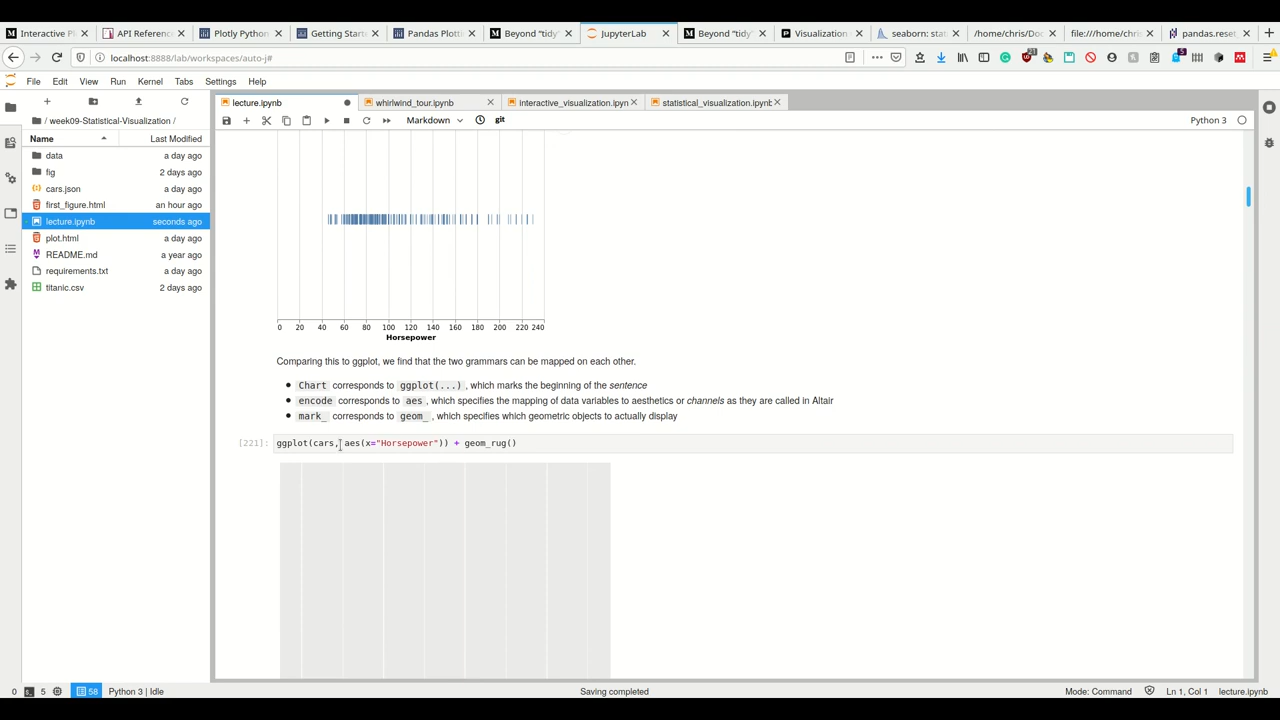 Interactive Pl
API Reference
Plotly Python
Getting Starte
Pandas Plotti
Beyond "tidy"
JupyterLab
Beyond "tidy"
Visualization
seaborn: stat
/home/chris/Doc
file:///home/chris
pandas.reset_
localhost:8888/lab/workspaces/auto-j#
File Edit View Run Kernel Tabs Settings Help
lecture.ipynb
whirlwind_tour.ipynb
interactive_visualization.ipyn
statistical_visualization.ipynb
/ week09-Statistical-Visualization /
Markdown
git
Python 3
Name Last Modified
data a day ago
fig 2 days ago
cars.json a day ago
first_figure.html an hour ago
lecture.ipynb seconds ago
plot.html a day ago
README.md a year ago
requirements.txt a day ago
titanic.csv 2 days ago
0 20 40 60 80 100 120 140 160 180 200 220 240
Horsepower
Comparing this to ggplot, we find that the two grammars can be mapped on each other.
Chart corresponds to ggplot(...), which marks the beginning of the sentence
encode corresponds to aes, which specifies the mapping of data variables to aesthetics or channels as they are called in Altair
mark_ corresponds to geom_, which specifies which geometric objects to actually display
[221]: ggplot(cars, aes(x="Horsepower")) + geom_rug()
0 5 58 Python 3 | Idle
Saving completed
Mode: Command Ln 1, Col 1 lecture.ipynb